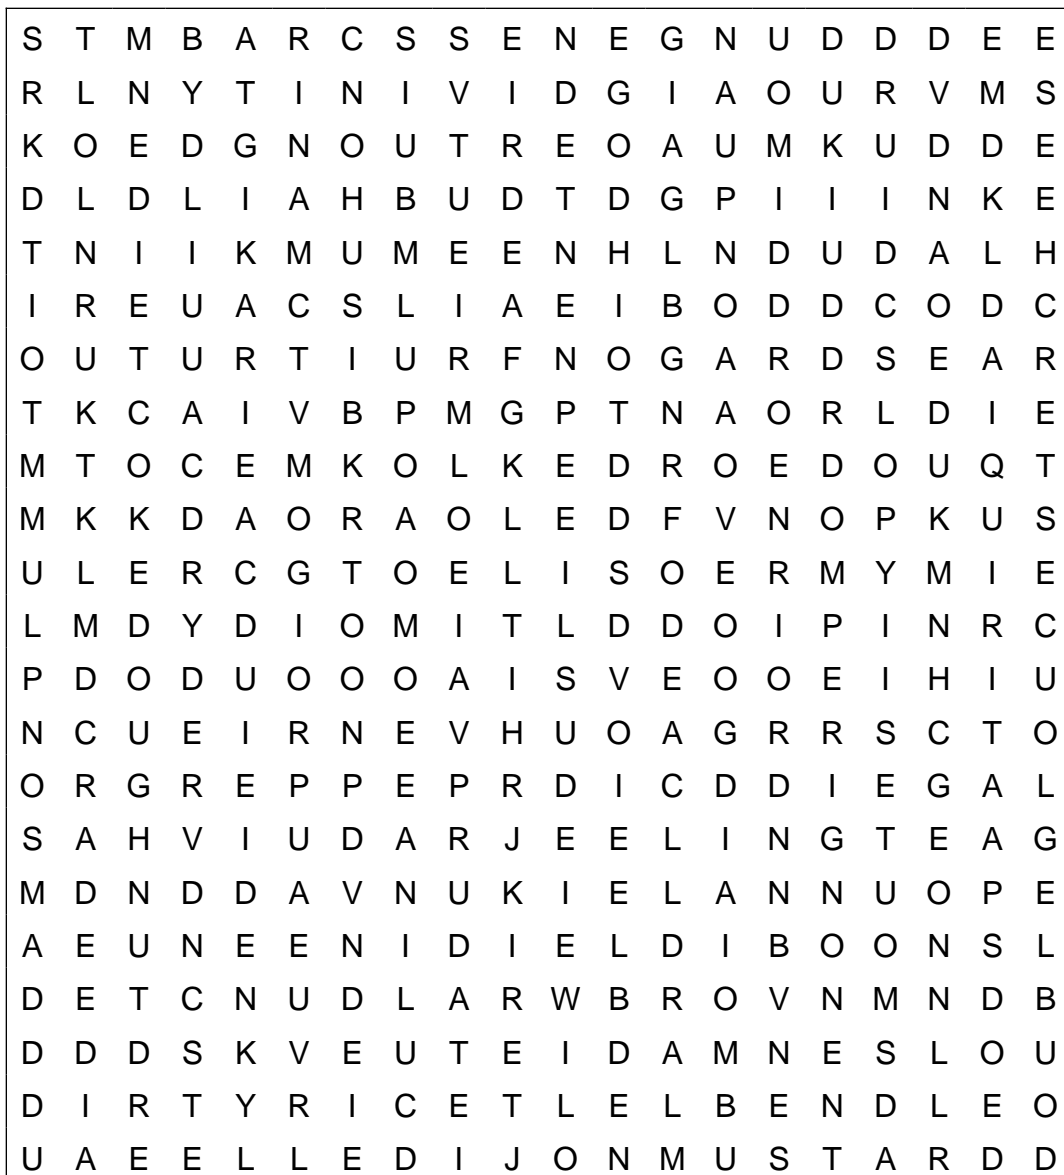 S T M B A R C S S E N E G N U D D D E E
R L N Y T I N I V I D G I A O U R V M S
K O E D G N O U T R E O A U M K U D D E
D L D L I A H B U D T D G P I I I N K E
T N I I K M U M E E N H L N D U D A L H
I R E U A C S L I A E I B O D D C O D C
O U T U R T I U R F N O G A R D S E A R
T K C A I V B P M G P T N A O R L D I E
M T O C E M K O L K E D R O E D O U Q T
M K K D A O R A O L E D F V N O P K U S
U L E R C G T O E L I S O E R M Y M I E
L M D Y D I O M I T L D D O I P I N R C
P D O D U O O O A I S V E O O E I H I U
N C U E I R N E V H U O A G R R S C T O
O R G R E P P E P R D I C D D I E G A L
S A H V I U D A R J E E L I N G T E A G
M D N D D A V N U K I E L A N N U O P E
A E U N E E N I D I E L D I B O O N S L
D E T C N U D L A R W B R O V N M N D B
D D D S K V E U T E I D A M N E S L O U
D I R T Y R I C E T L E L B E N D L E O
U A E E L L E D I J O N M U S T A R D D